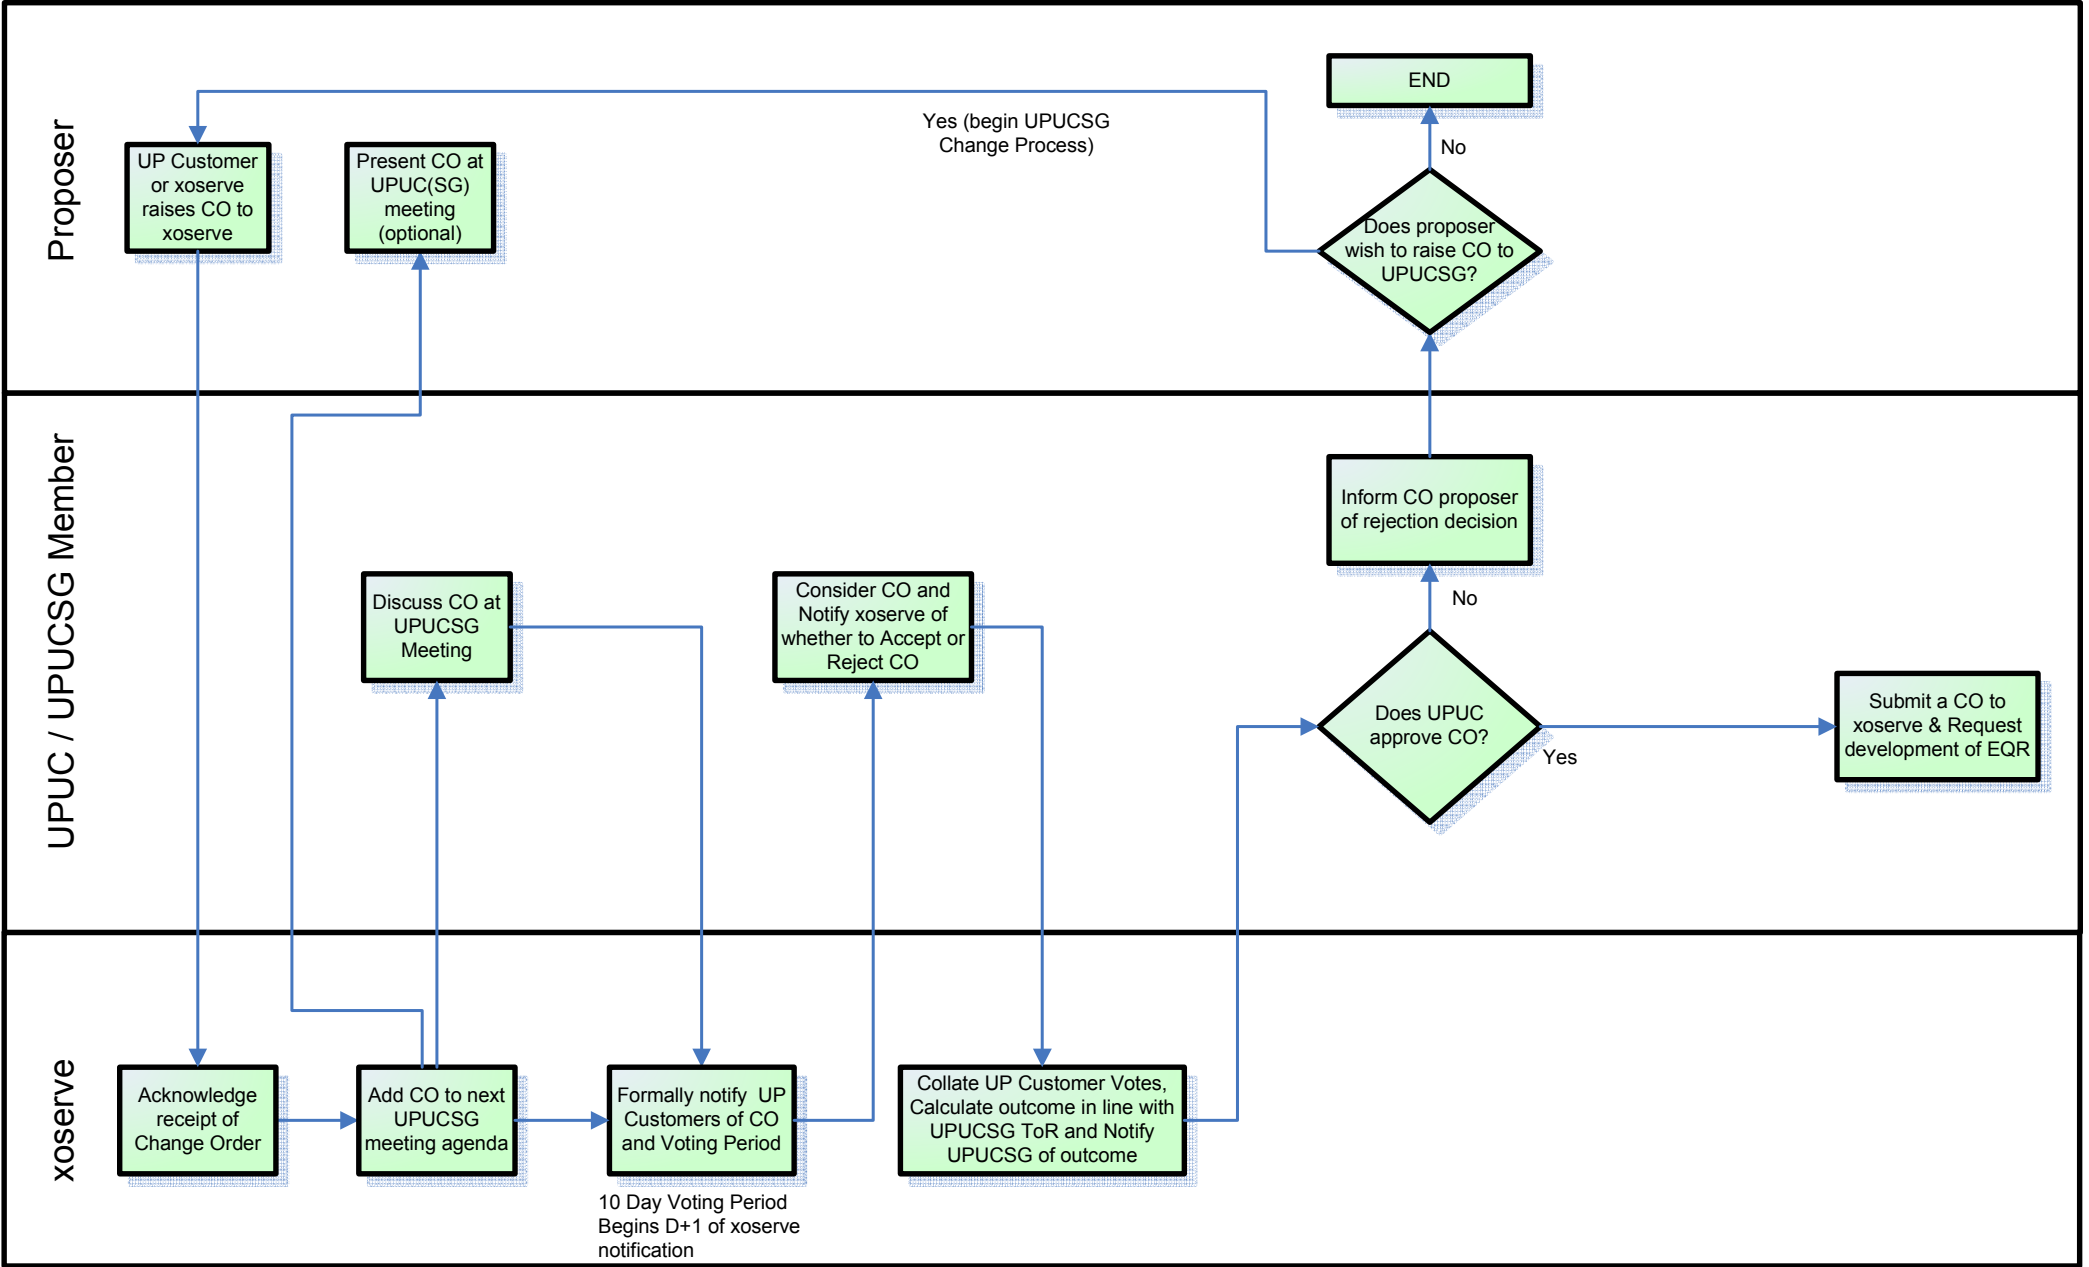 Proposer
UP Customer
or xoserve
raises CO to
xoserve
Present CO at
UPUC(SG)
meeting
(optional)
Yes (begin UPUCSG
Change Process)
END
No
Does proposer
wish to raise CO to
UPUCSG?
UPUC / UPUCSG Member
Discuss CO at
UPUCSG
Meeting
Consider CO and
Notify xoserve of
whether to Accept or
Reject CO
Inform CO proposer
of rejection decision
No
Does UPUC
approve CO?
Yes
Submit a CO to
xoserve & Request
development of EQR
xoserve
Acknowledge
receipt of
Change Order
Add CO to next
UPUCSG
meeting agenda
Formally notify UP
Customers of CO
and Voting Period
10 Day Voting Period
Begins D+1 of xoserve
notification
Collate UP Customer Votes,
Calculate outcome in line with
UPUCSG ToR and Notify
UPUCSG of outcome